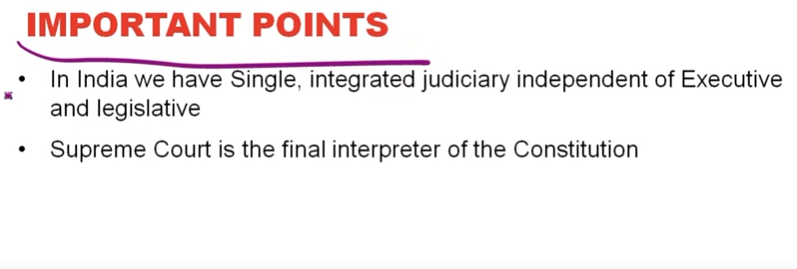 IMPORTANT POINTS
• In India we have Single, integrated judiciary independent of Executive
and legislative
• Supreme Court is the final interpreter of the Constitution